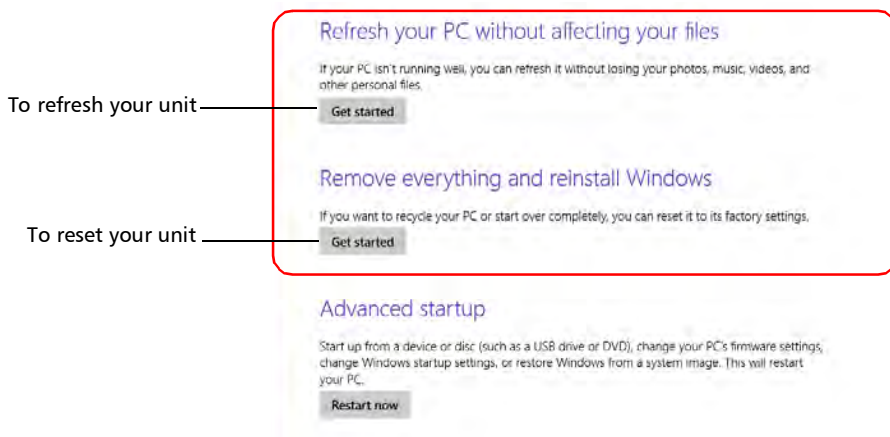 Refresh your PC without affecting your files
If your PC isn't running well, you can refresh it without losing your photos, music, videos, and
other personal files.
To refresh your unit
Get started
Remove everything and reinstall Windows
If you want to recycle your PC or start over completely, you can reset it to its factory settings.
To reset your unit
Get started
Advanced startup
Start up from a device or disc (such as a USB drive or DVD), change your PC's firmware settings,
change Windows startup settings, or restore Windows from a system image. This will restart
your PC.
Restart now